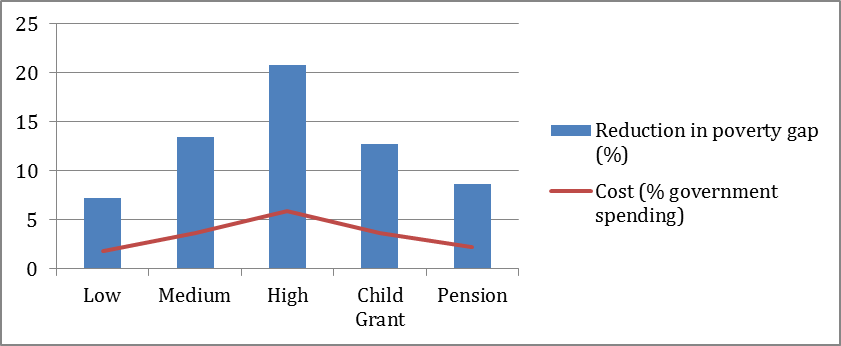 25
20
15
10
5
0
Low
Medium
High
Child
Grant
Pension
Reduction in poverty gap
(%)
Cost (% government
spending)